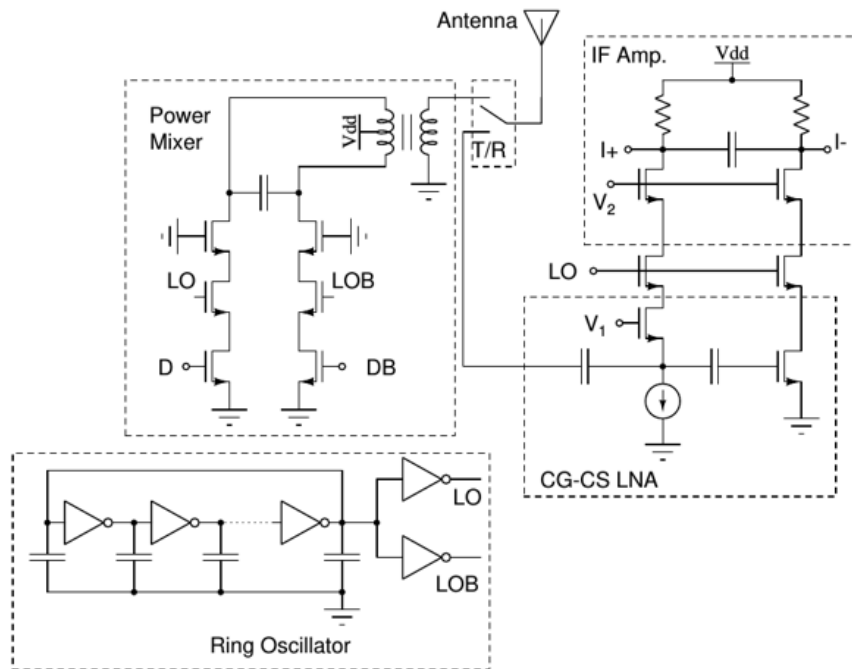 Antenna
IF Amp.
Vdd
Power
Mixer
Vdd
T/R
I+
I-
V2
LO
LOB
LO
V1
D
DB
CG-CS LNA
LO
LOB
Ring Oscillator